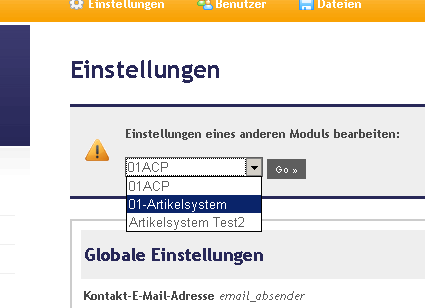 Einstellungen Benutzer Dateien
Einstellungen
Einstellungen eines anderen Moduls bearbeiten:
01ACP Go »
01ACP
01-Artikelsystem
Artikelsystem Test2
Globale Einstellungen
Kontakt-E-Mail-Adresse email_absender